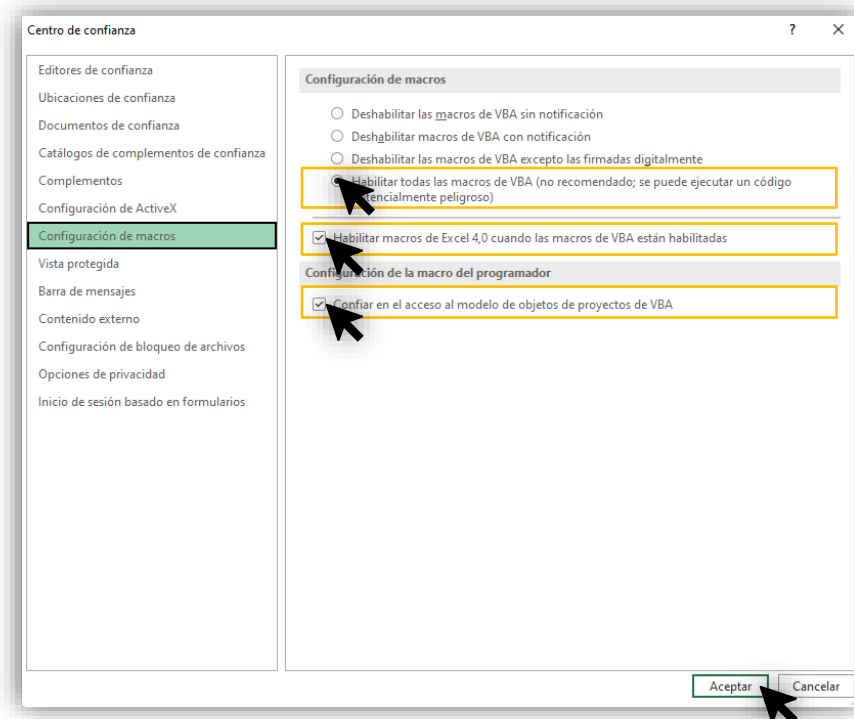 Centro de confianza ?
Editores de confianza
Ubicaciones de confianza
Documentos de confianza
Catálogos de complementos de confianza
Complementos
Configuración de ActiveX
Configuración de macros
Vista protegida
Barra de mensajes
Contenido externo
Configuración de bloqueo de archivos
Opciones de privacidad
Inicio de sesión basado en formularios
Configuración de macros
Deshabilitar las macros de VBA sin notificación
Deshabilitar macros de VBA con notificación
Deshabilitar las macros de VBA excepto las firmadas digitalmente
Habilitar todas las macros de VBA (no recomendado; se puede ejecutar un código
potencialmente peligroso)
Habilitar macros de Excel 4,0 cuando las macros de VBA están habilitadas
Configuración de la macro del programador
Confiar en el acceso al modelo de objetos de proyectos de VBA
Aceptar
Cancelar